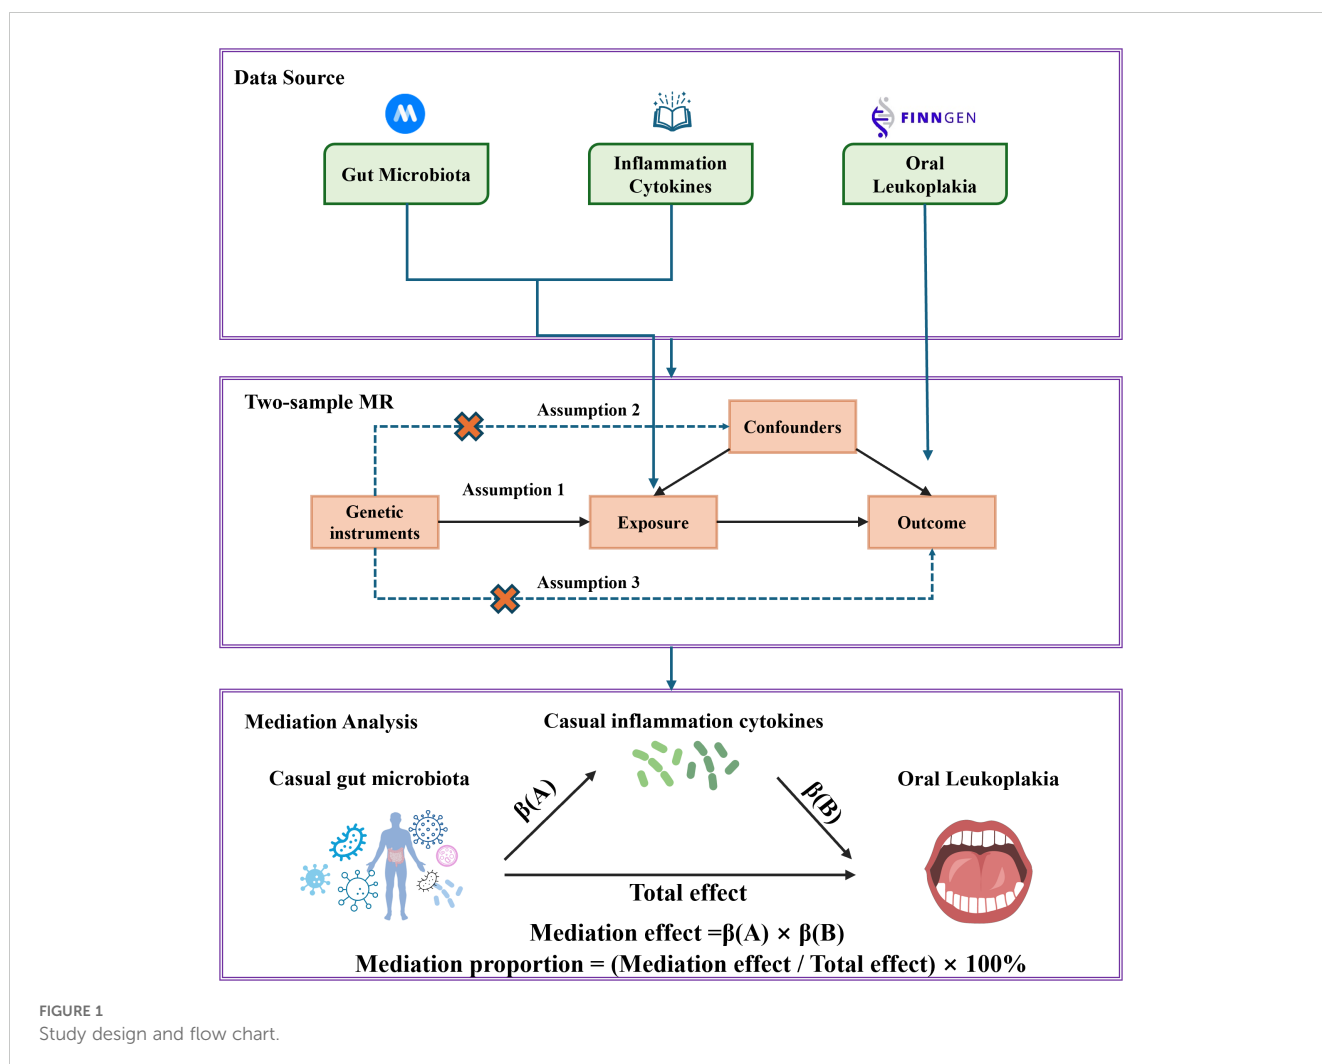 Data Source
FINNGEN
Gut Microbiota
Inflammation
Cytokines
Oral
Leukoplakia
Two-sample MR
Assumption 2
Confounders
Assumption 1
Genetic
instruments
Exposure
Outcome
Assumption 3
Mediation Analysis
Casual inflammation cytokines
Casual gut microbiota
Oral Leukoplakia
β(A)
β(B)
Total effect
Mediation effect =β(A) × β(B)
Mediation proportion = (Mediation effect / Total effect) × 100%
FIGURE 1
Study design and flow chart.